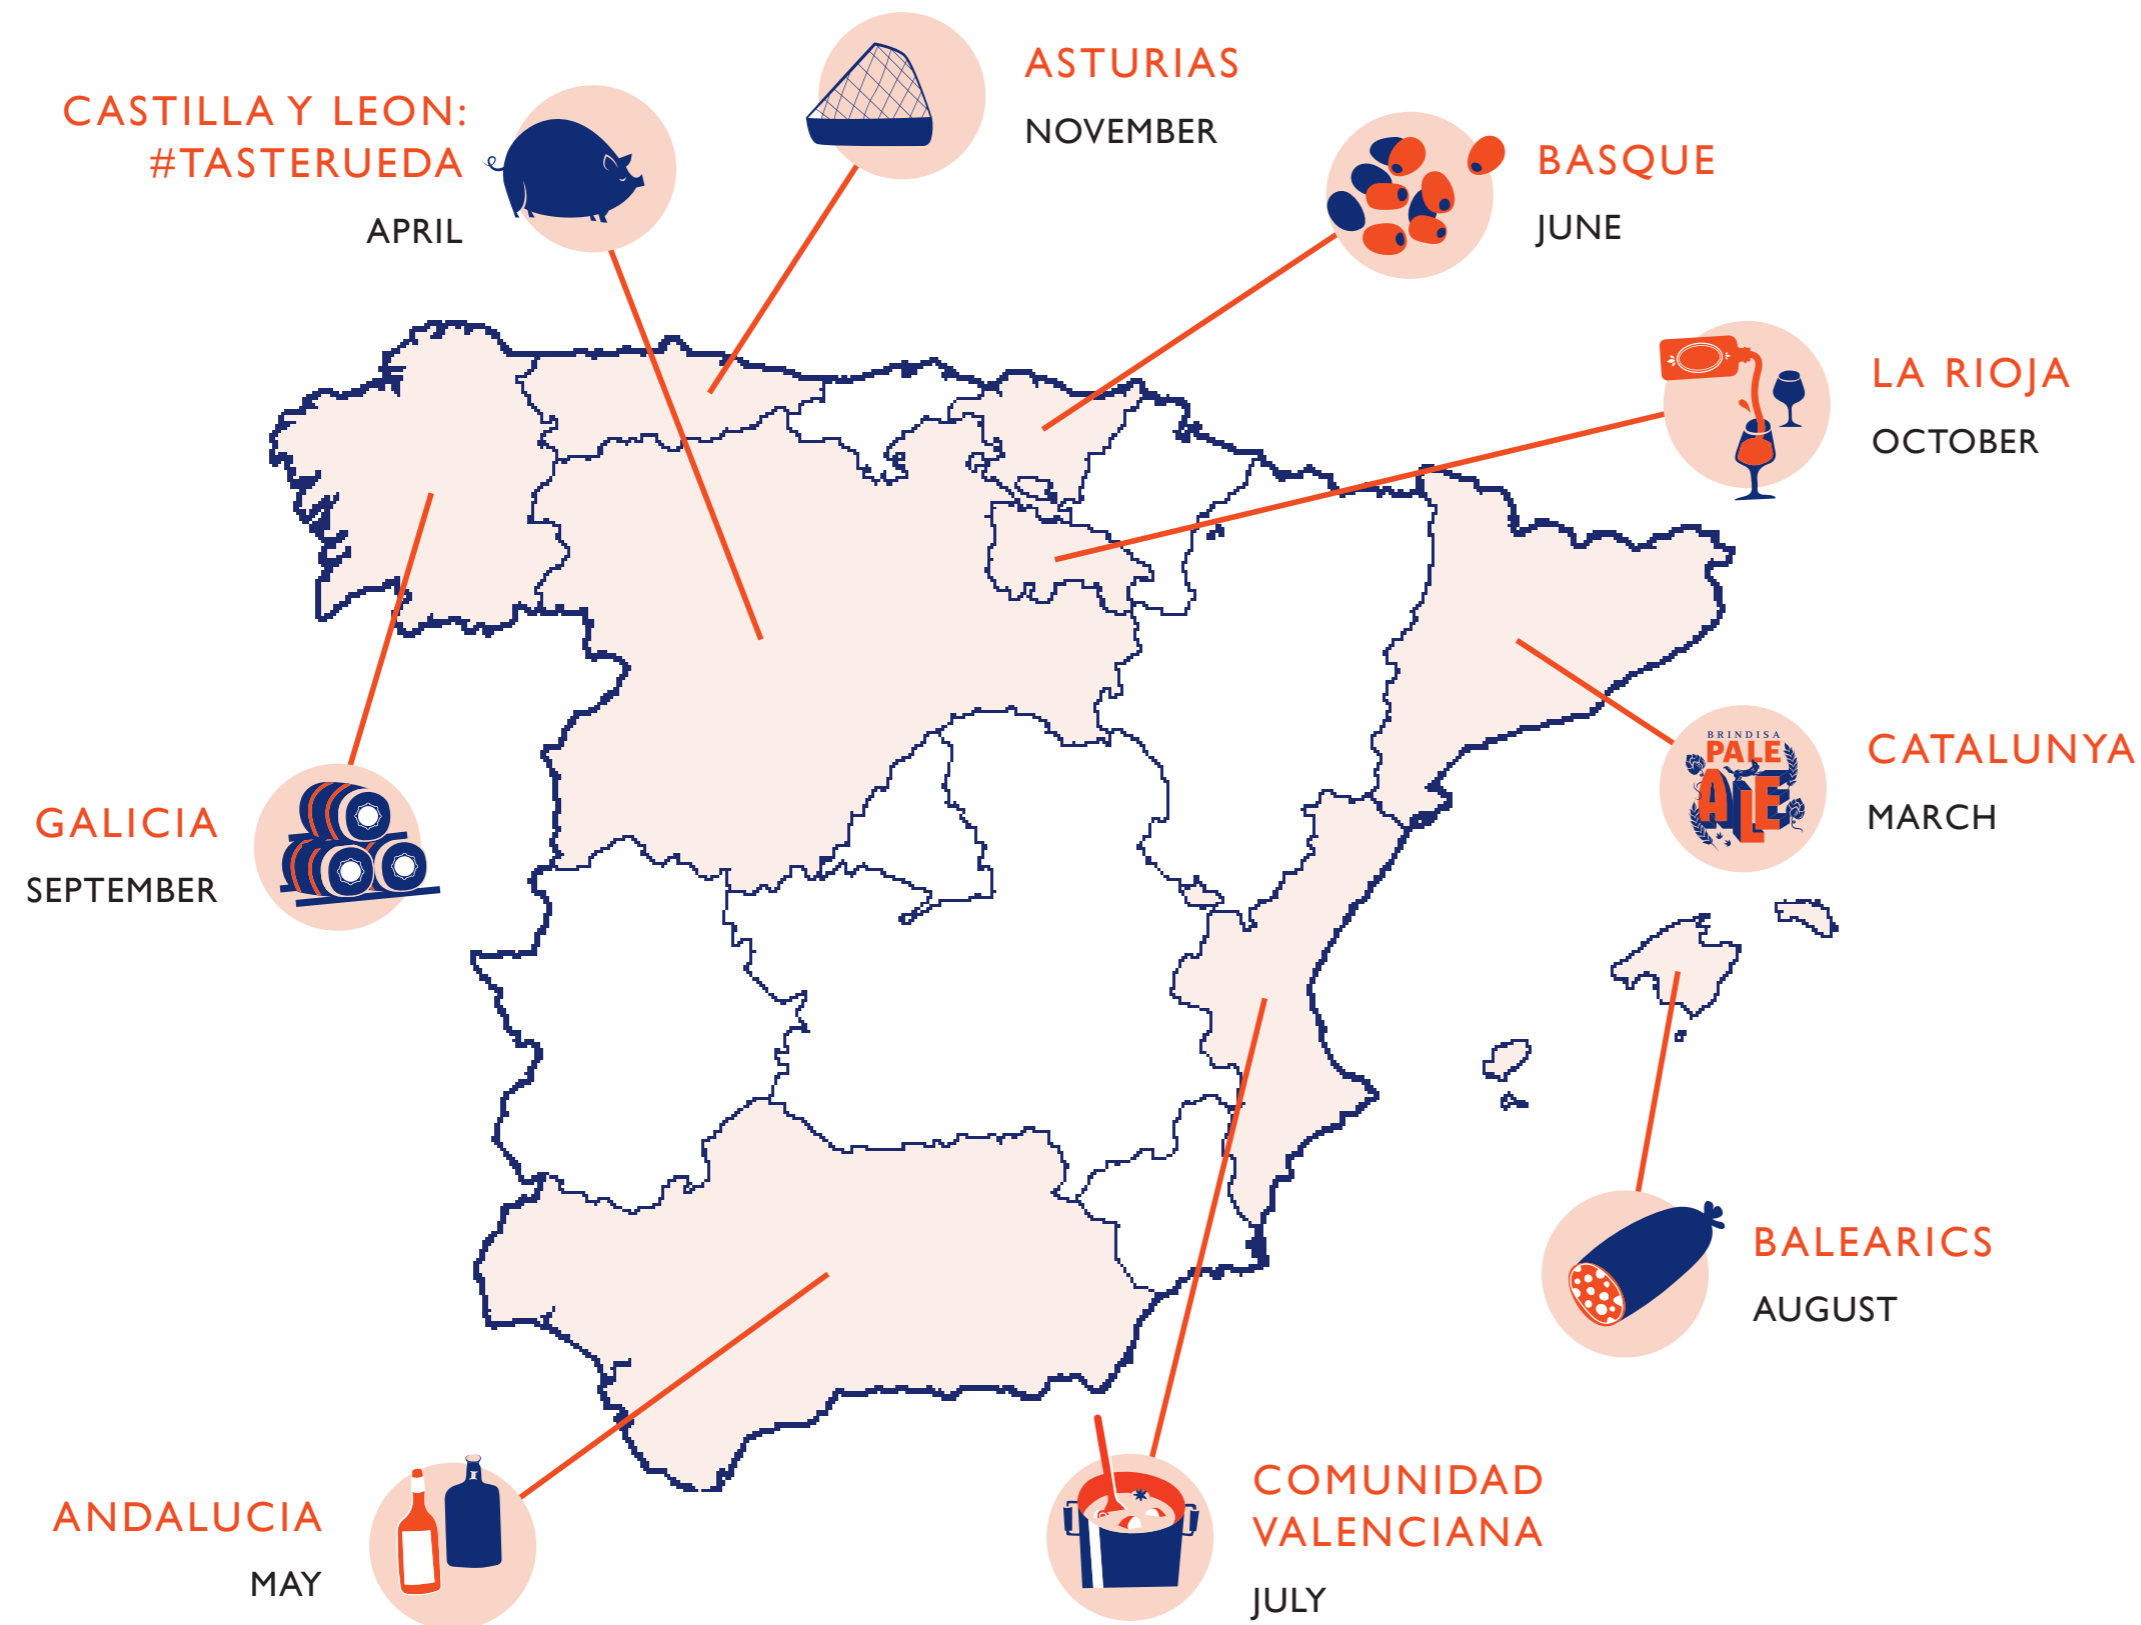 ASTURIAS
NOVEMBER
CASTILLA Y LEON:
#TASTERUEDA
APRIL
BASQUE
JUNE
LA RIOJA
OCTOBER
CATALUNYA
MARCH
BRINDISA
PALE
ALE
GALICIA
SEPTEMBER
BALEARICS
AUGUST
ANDALUCIA
MAY
COMUNIDAD
VALENCIANA
JULY